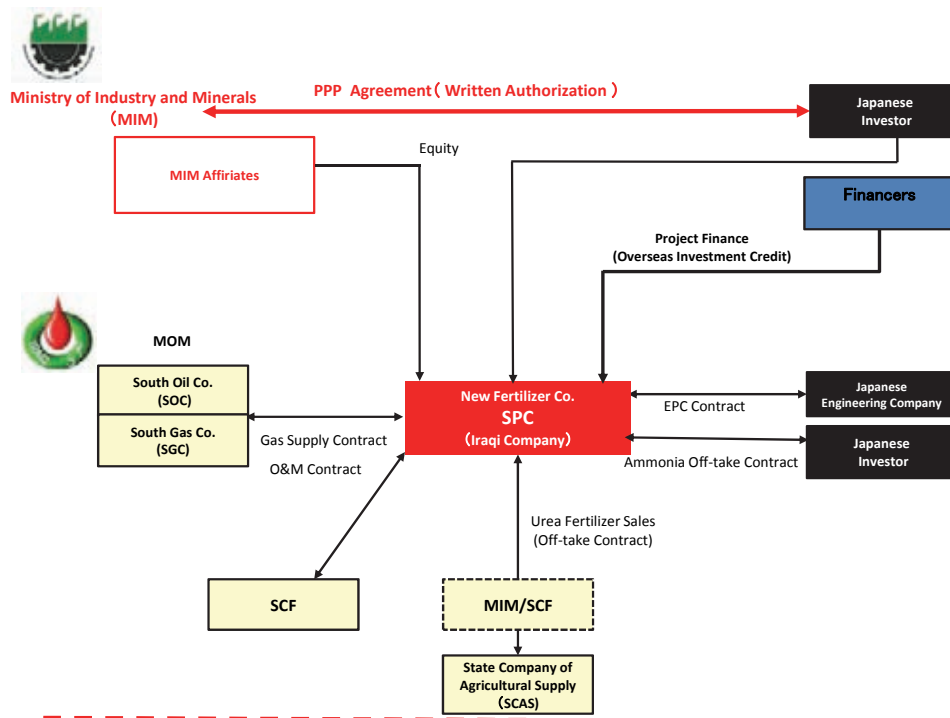 PPP Agreement( Written Authorization )
Ministry of Industry and Minerals
(MIM)
Japanese
Investor
Equity
MIM Affiriates
Financers
Project Finance
(Overseas Investment Credit)
MOM
South Oil Co.
(SOC)
South Gas Co.
(SGC)
New Fertilizer Co.
SPC
(Iraqi Company)
Japanese
Engineering Company
EPC Contract
Gas Supply Contract
Ammonia Off-take Contract
Japanese
Investor
O&M Contract
Urea Fertilizer Sales
(Off-take Contract)
SCF
MIM/SCF
State Company of
Agricultural Supply
(SCAS)